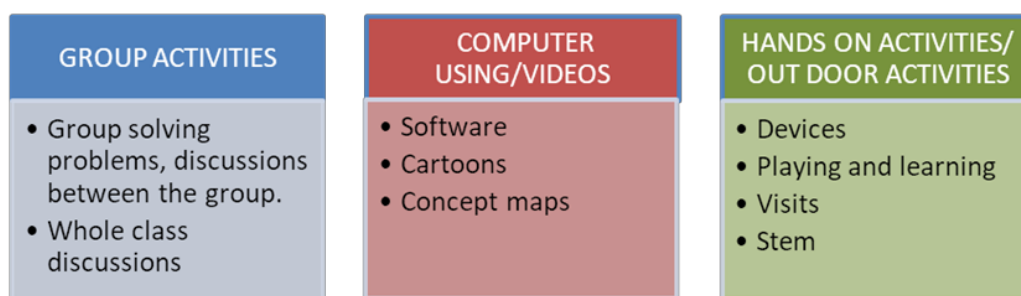 GROUP ACTIVITIES
• Group solving
problems, discussions
between the group.
• Whole class
discussions
COMPUTER
USING/VIDEOS
• Software
• Cartoons
• Concept maps
HANDS ON ACTIVITIES/
OUT DOOR ACTIVITIES
• Devices
• Playing and learning
• Visits
• Stem